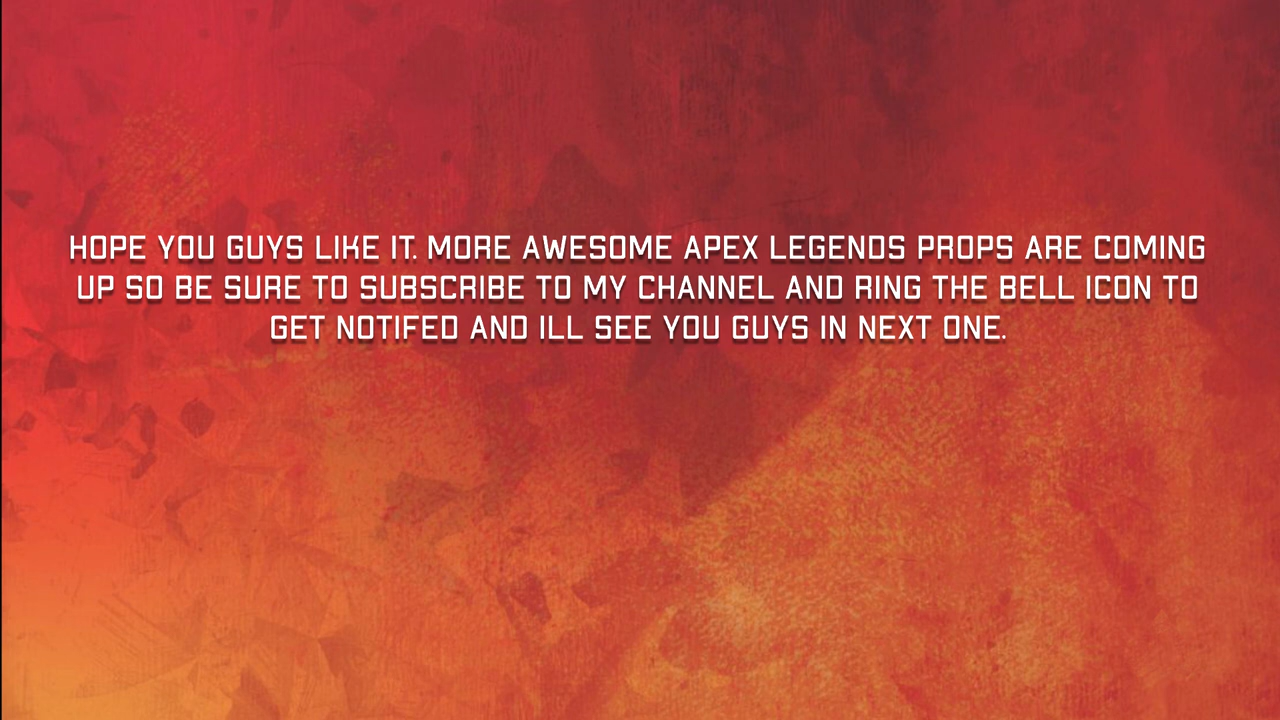 HOPE YOU GUYS LIKE IT. MORE AWESOME APEX LEGENDS PROPS ARE COMING
UP SO BE SURE TO SUBSCRIBE TO MY CHANNEL AND RING THE BELL ICON TO
GET NOTIFED AND ILL SEE YOU GUYS IN NEXT ONE.